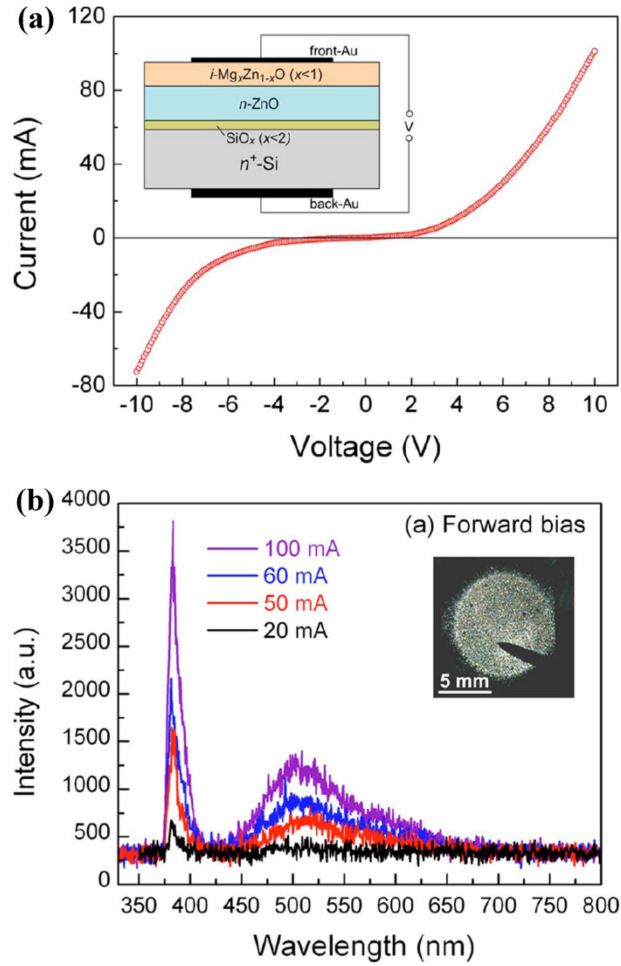 (a)
120
80
40
0
-40
-80
Current (mA)
front-Au
i-MgxZn1-xO (x<1)
n-ZnO
SiOx (x<2)
n+-Si
back-Au
V
-10 -8 -6 -4 -2 0 2 4 6 8 10
Voltage (V)
(b)
4000
3500
3000
2500
2000
1500
1000
500
0
Intensity (a.u.)
100 mA
60 mA
50 mA
20 mA
(a) Forward bias
5 mm
350 400 450 500 550 600 650 700 750 800
Wavelength (nm)